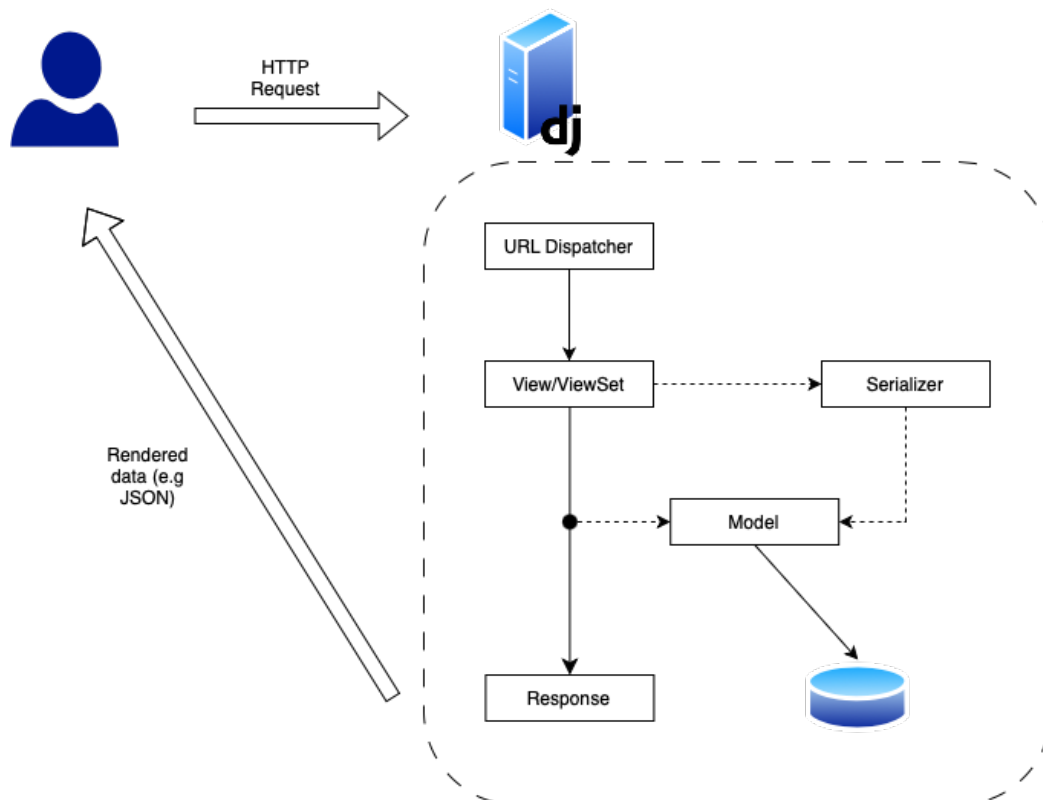 HTTP
Request
dj
URL Dispatcher
View/ViewSet
Serializer
Rendered
data (e.g
JSON)
Model
Response